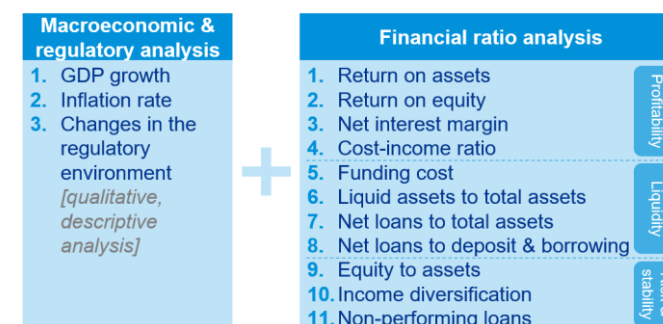 Macroeconomic &
regulatory analysis
1. GDP growth
2. Inflation rate
3. Changes in the
regulatory
environment
[qualitative,
descriptive
analysis]
+
Financial ratio analysis
1. Return on assets
2. Return on equity
3. Net interest margin
4. Cost-income ratio
5. Funding cost
6. Liquid assets to total assets
7. Net loans to total assets
8. Net loans to deposit & borrowing
9. Equity to assets
10. Income diversification
11. Non-performing loans
Profitability
Liquidity
stability